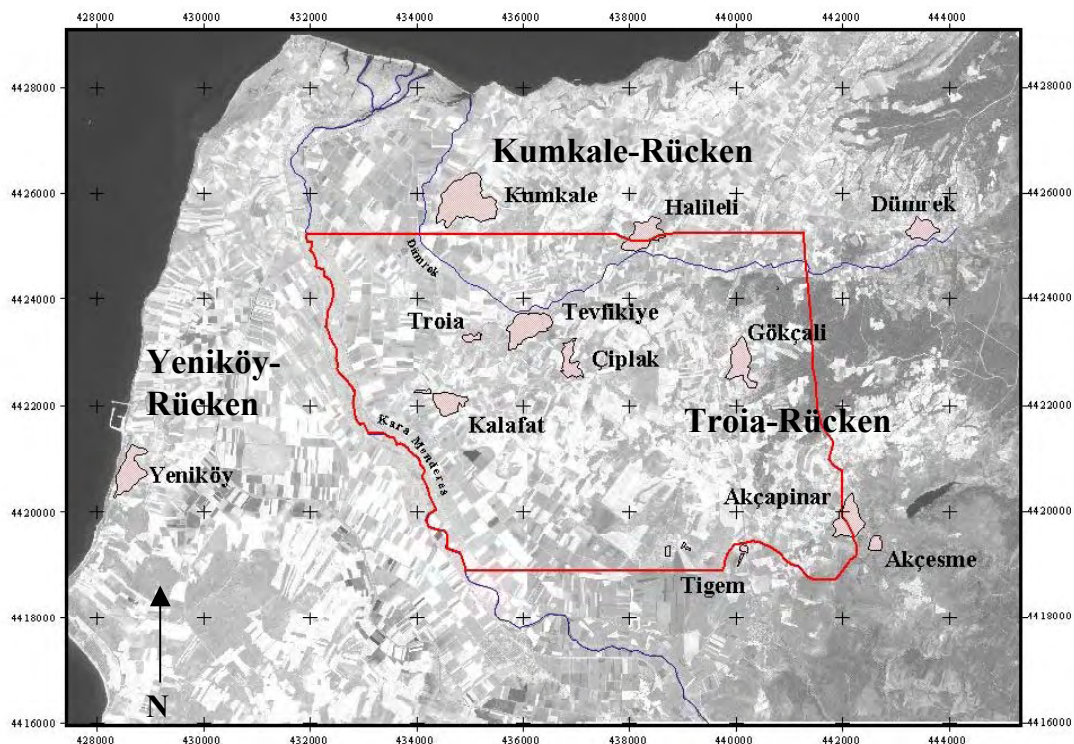 428000 430000 432000 434000 436000 438000 440000 442000 444000
4428000 4428000
Kumkale-Rücken
4426000 4426000
Kumkale
Halileli
Dümrek
Dümrek
4424000 4424000
Troia
Tevfikiye
Gökçali
Yeniköy-
Rücken
Çiplak
4422000 4422000
Kalafat
Troia-Rücken
Kara Menderes
Yeniköy
Akçapinar
4420000 4420000
Akçesme
Tigem
4418000 4418000
N
4416000 4416000
428000 430000 432000 434000 436000 438000 440000 442000 444000